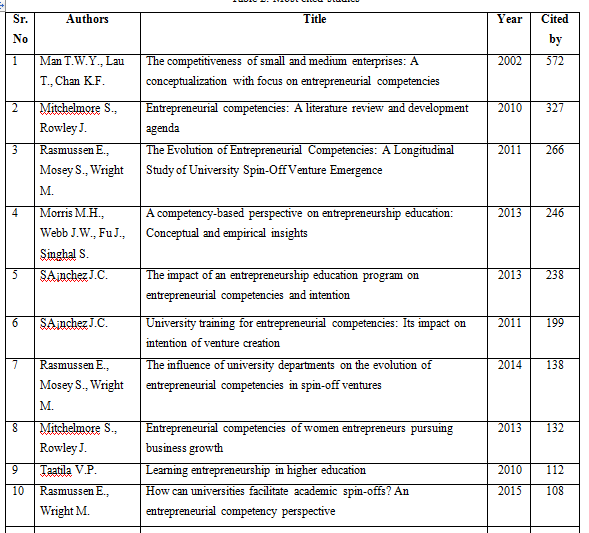 Sr. No Authors Title Year Cited by
1 Man T.W.Y., Lau The competitiveness of small and medium enterprises: A 2002 572
T., Chan K.F. conceptualization with focus on entrepreneurial competencies
2 Mitchelmore S., Entrepreneurial competencies: A literature review and development 2010 327
Rowley J. agenda
3 Rasmussen E., The Evolution of Entrepreneurial Competencies: A Longitudinal 2011 266
Mosey S., Wright Study of University Spin-Off Venture Emergence
M.
4 Morris M.H., A competency-based perspective on entrepreneurship education: 2013 246
Webb J.W., Fu J., Conceptual and empirical insights
Singhal S.
5 SA¡nchez J.C. The impact of an entrepreneurship education program on 2013 238
entrepreneurial competencies and intention
6 SA¡nchez J.C. University training for entrepreneurial competencies: Its impact on 2011 199
intention of venture creation
7 Rasmussen E., The influence of university departments on the evolution of 2014 138
Mosey S., Wright entrepreneurial competencies in spin-off ventures
M.
8 Mitchelmore S., Entrepreneurial competencies of women entrepreneurs pursuing 2013 132
Rowley J. business growth
9 Taatila V.P. Learning entrepreneurship in higher education 2010 112
10 Rasmussen E., How can universities facilitate academic spin-offs? An 2015 108
Wright M. entrepreneurial competency perspective